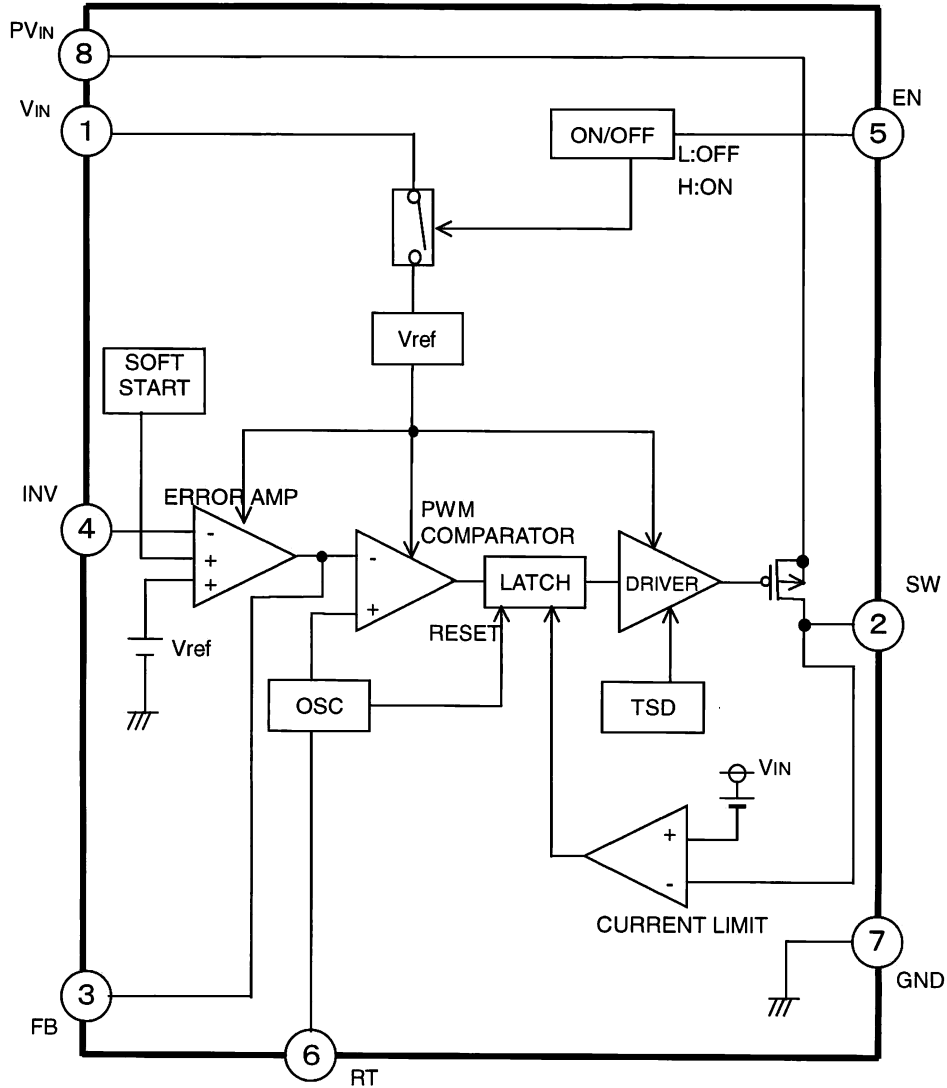 PVIN
8
VIN
1
EN
5
ON/OFF
L:OFF
H:ON
Vref
SOFT
START
INV
4
ERROR AMP
-
+
+
PWM
COMPARATOR
-
+
LATCH
RESET
DRIVER
SW
2
Vref
OSC
TSD
VIN
+
-
CURRENT LIMIT
7
GND
3
FB
6
RT